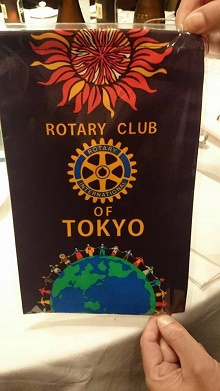 ROTARY CLUB
ROTARY
INTERNATIONAL
OF
TOKYO